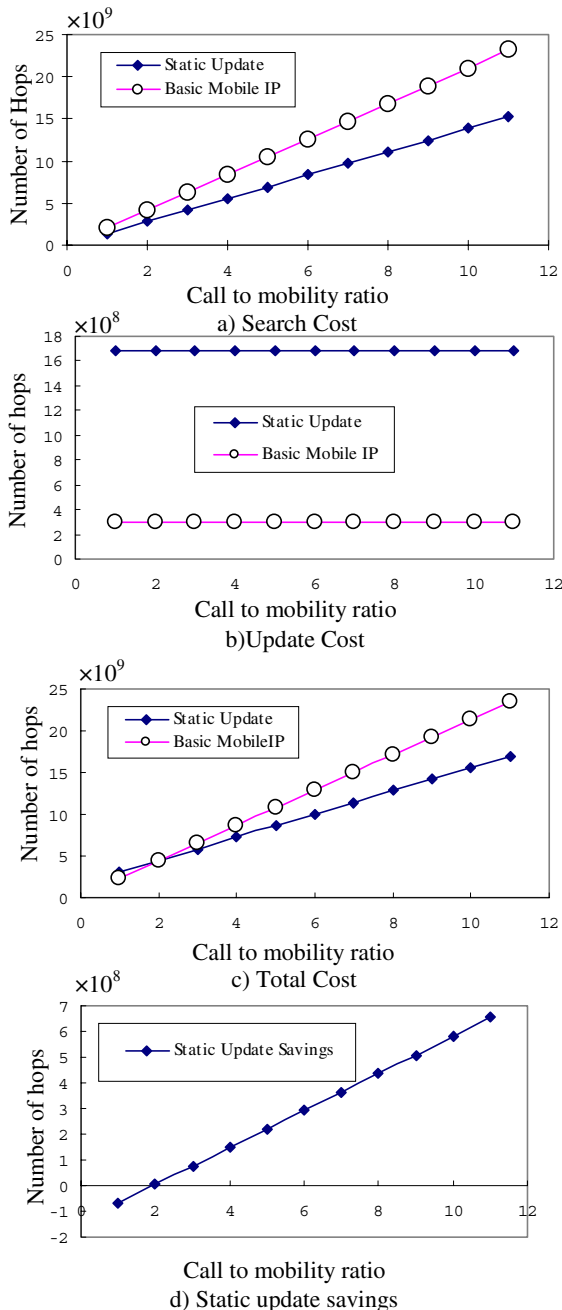 ×10⁹
25
20
15
10
5
0
Number of Hops
Static Update
Basic Mobile IP
0 2 4 6 8 10 12
Call to mobility ratio
a) Search Cost
×10⁸
18
16
14
12
10
8
6
4
2
0
Number of hops
Static Update
Basic Mobile IP
0 2 4 6 8 10 12
Call to mobility ratio
b)Update Cost
×10⁹
25
20
15
10
5
0
Number of hops
Static Update
Basic MobileIP
0 2 4 6 8 10 12
Call to mobility ratio
c) Total Cost
×10⁸
7
6
5
4
3
2
1
0
-1
-2
Number of hops
Static Update Savings
0 2 4 6 8 10 12
Call to mobility ratio
d) Static update savings